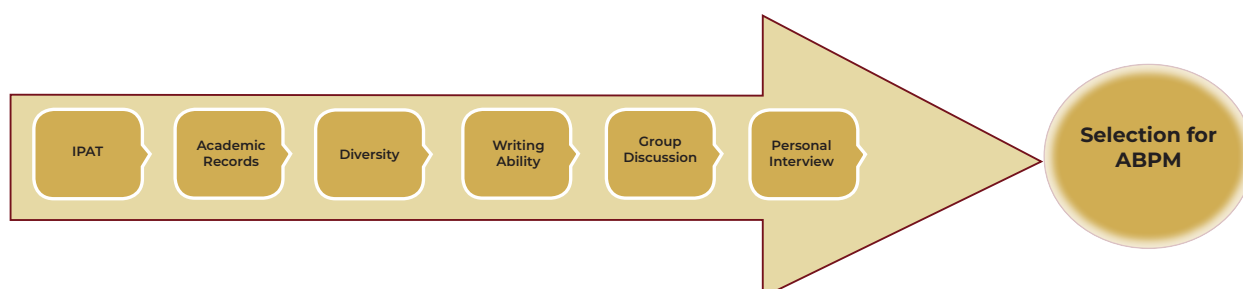 IPAT
Academic
Records
Diversity
Writing
Ability
Group
Discussion
Personal
Interview
Selection for
ABPM